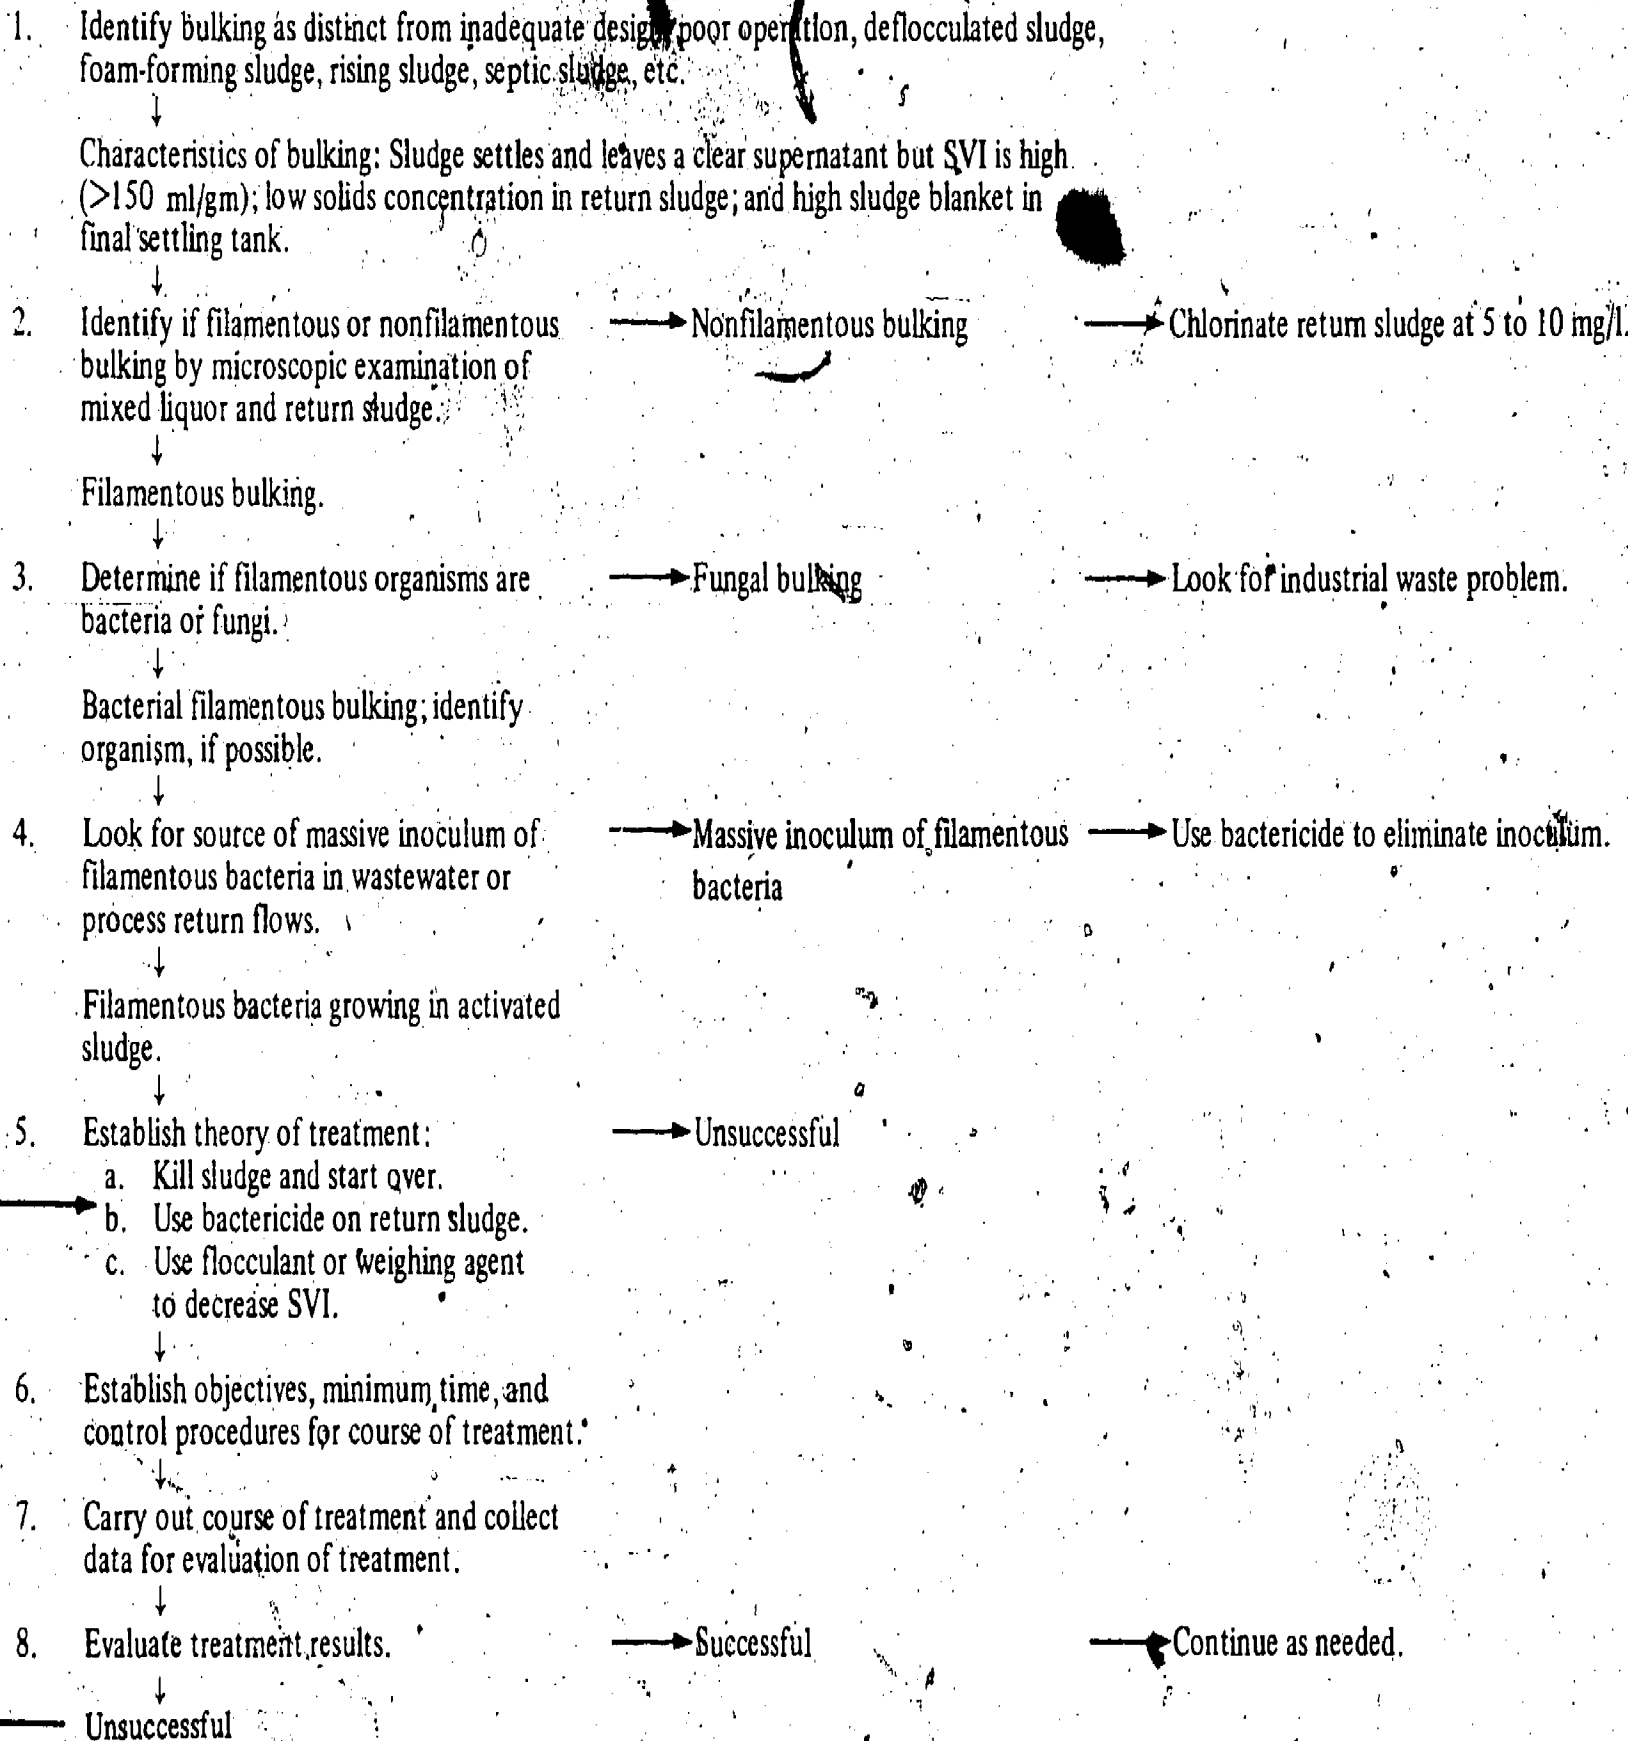 1. Identify bulking as distinct from inadequate design, poor operation, deflocculated sludge,
foam-forming sludge, rising sludge, septic sludge, etc.
↓
Characteristics of bulking: Sludge settles and leaves a clear supernatant but SVI is high
(>150 ml/gm); low solids concentration in return sludge; and high sludge blanket in
final settling tank.
↓
2. Identify if filamentous or nonfilamentous → Nonfilamentous bulking → Chlorinate return sludge at 5 to 10 mg/l.
bulking by microscopic examination of
mixed liquor and return sludge.
↓
Filamentous bulking.
↓
3. Determine if filamentous organisms are → Fungal bulking → Look for industrial waste problem.
bacteria or fungi.
↓
Bacterial filamentous bulking; identify
organism, if possible.
↓
4. Look for source of massive inoculum of → Massive inoculum of filamentous → Use bactericide to eliminate inoculum.
filamentous bacteria in wastewater or bacteria
process return flows.
↓
Filamentous bacteria growing in activated
sludge.
↓
5. Establish theory of treatment: → Unsuccessful
a. Kill sludge and start over.
→ b. Use bactericide on return sludge.
c. Use flocculant or weighing agent
to decrease SVI.
↓
6. Establish objectives, minimum time, and
control procedures for course of treatment.
↓
7. Carry out course of treatment and collect
data for evaluation of treatment.
↓
8. Evaluate treatment results. → Successful → Continue as needed.
↓
Unsuccessful